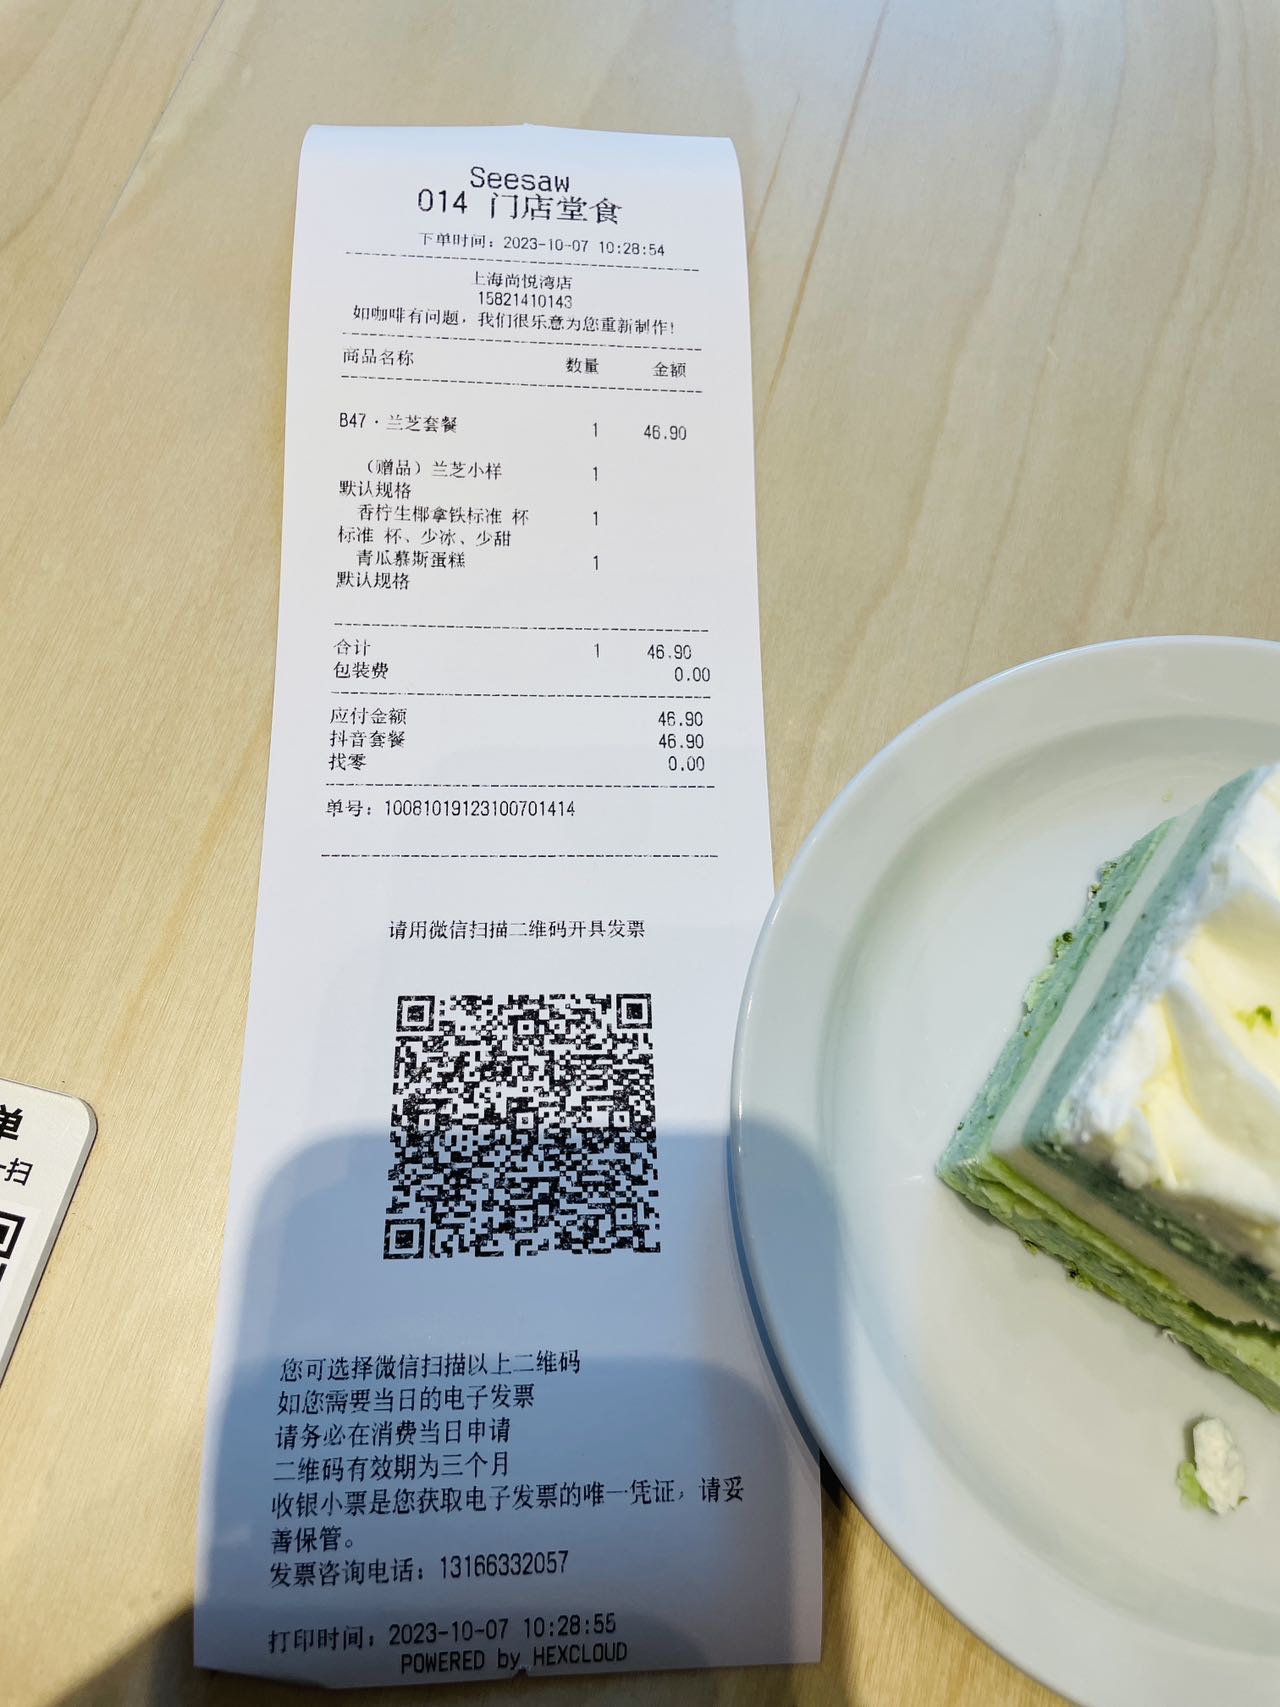 Seesaw
014 门店堂食
下单时间：2023-10-07 10:28:54
上海尚悦湾店
15821410143
如咖啡有问题，我们很乐意为您重新制作！
商品名称 数量 金额
B47·兰芝套餐 1 46.90
（赠品）兰芝小样 1
默认规格
香柠生椰拿铁标准 杯 1
标准 杯、少冰、少甜
青瓜慕斯蛋糕 1
默认规格
合计 1 46.90
包装费 0.00
应付金额 46.90
抖音套餐 46.90
找零 0.00
单号：10081019123100701414
请用微信扫描二维码开具发票
您可选择微信扫描以上二维码
如您需要当日的电子发票
请务必在消费当日申请
二维码有效期为三个月
收银小票是您获取电子发票的唯一凭证，请妥
善保管。
发票咨询电话：13166332057
打印时间：2023-10-07 10:28:55
POWERED by HEXCLOUD
单
一扫